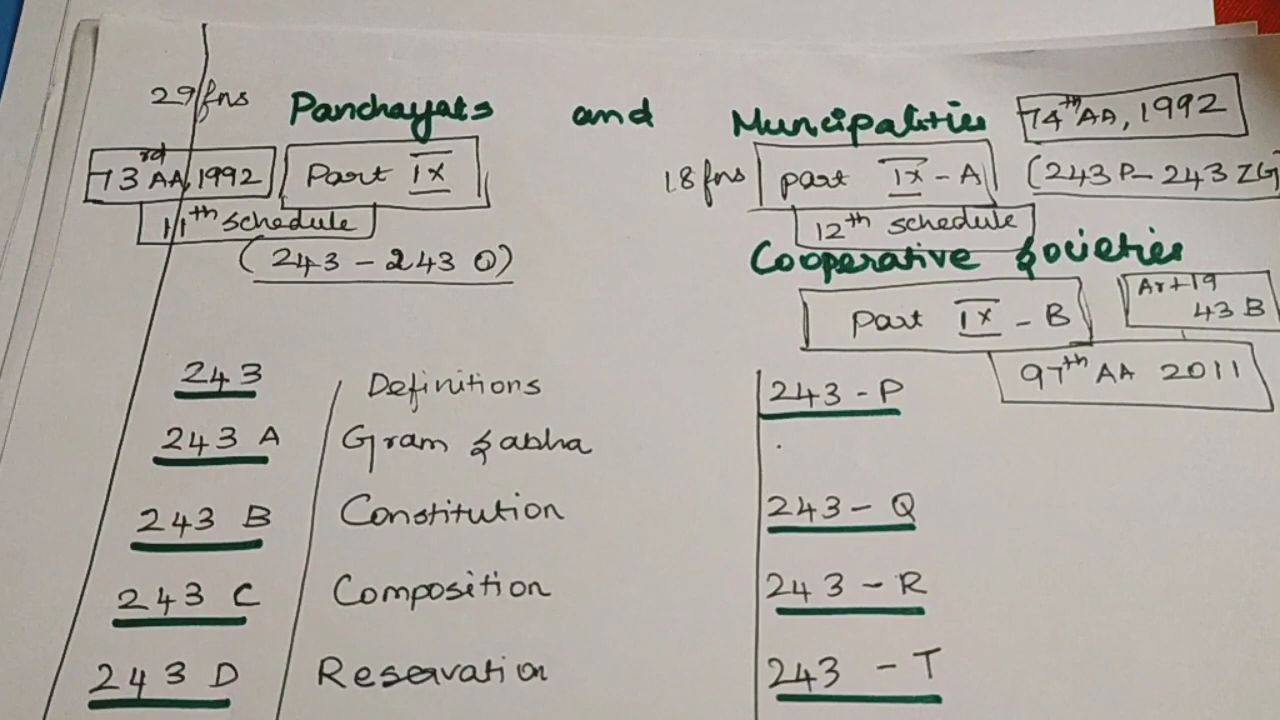 29 fns Panchayats and Muncipalities 74th AA, 1992
73rd AA, 1992 Part IX 18 fns part IX - A (243 P - 243 ZG)
11th schedule 12th schedule
(243 - 243 O) Cooperative Societies
Part IX - B Art 19 43 B
97th AA 2011
243 Definitions 243 - P
243 A Gram Sabha
243 B Constitution 243 - Q
243 C Composition 243 - R
243 D Reservation 243 - T